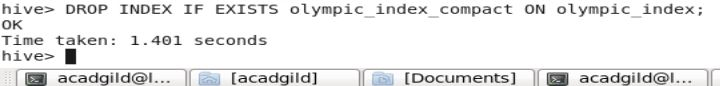 hive> DROP INDEX IF EXISTS olympic_index_compact ON olympic_index;
OK
Time taken: 1.401 seconds
hive>
acadgild@l... [acadgild] [Documents] acadgild@l...